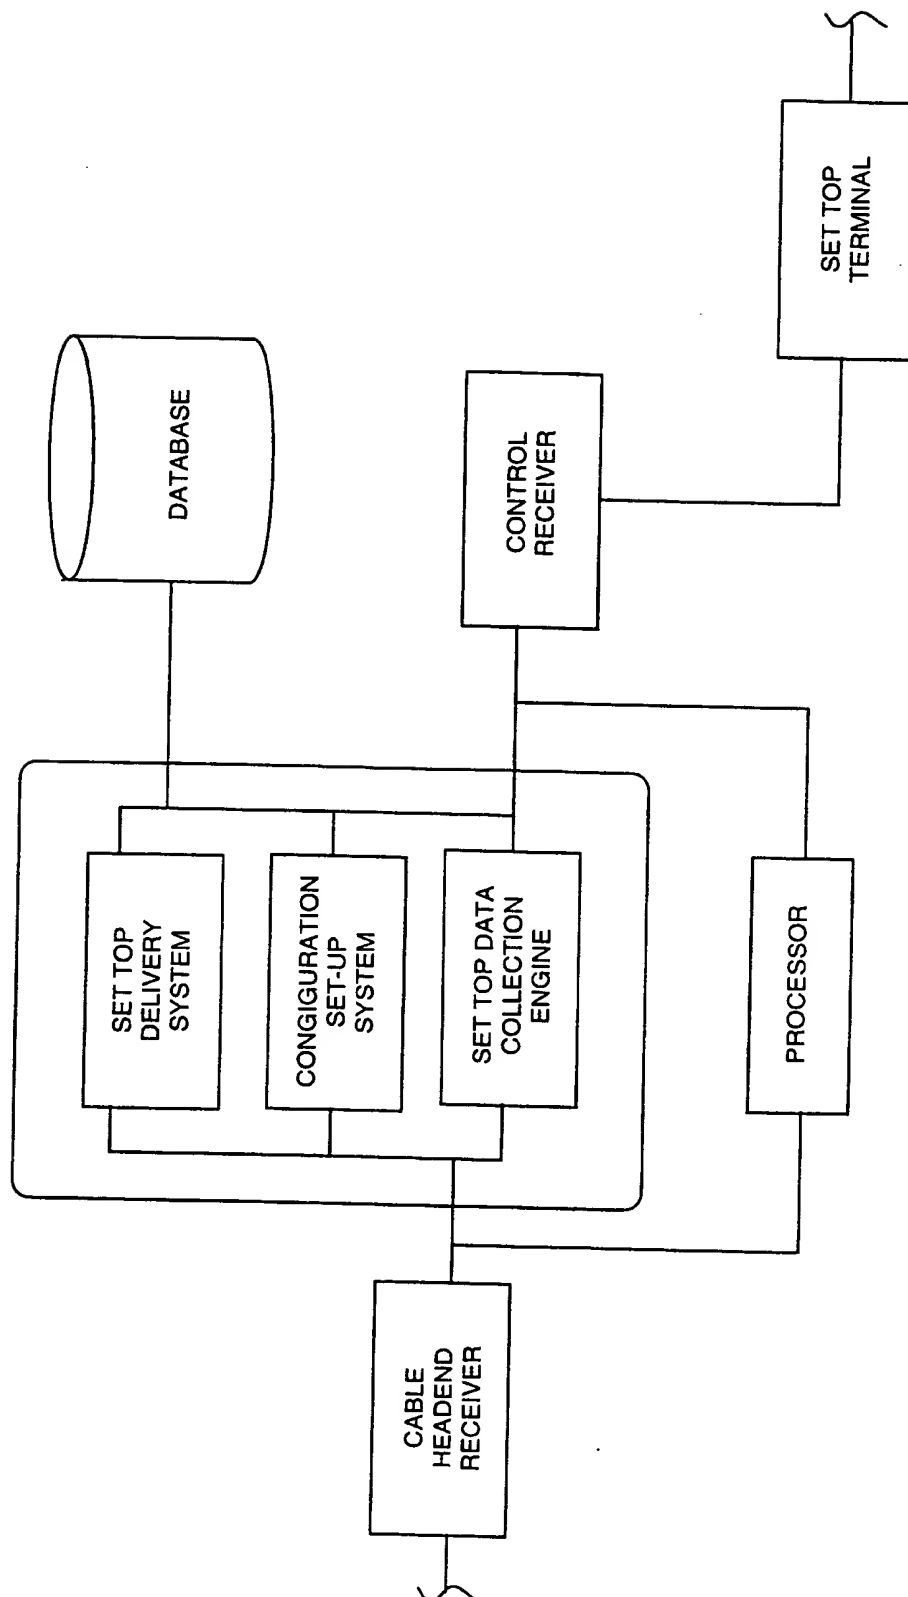 DATABASE
SET TOP
DELIVERY
SYSTEM
CONGIGURATION
SET-UP
SYSTEM
SET TOP DATA
COLLECTION
ENGINE
CABLE
HEADEND
RECEIVER
CONTROL
RECEIVER
PROCESSOR
SET TOP
TERMINAL